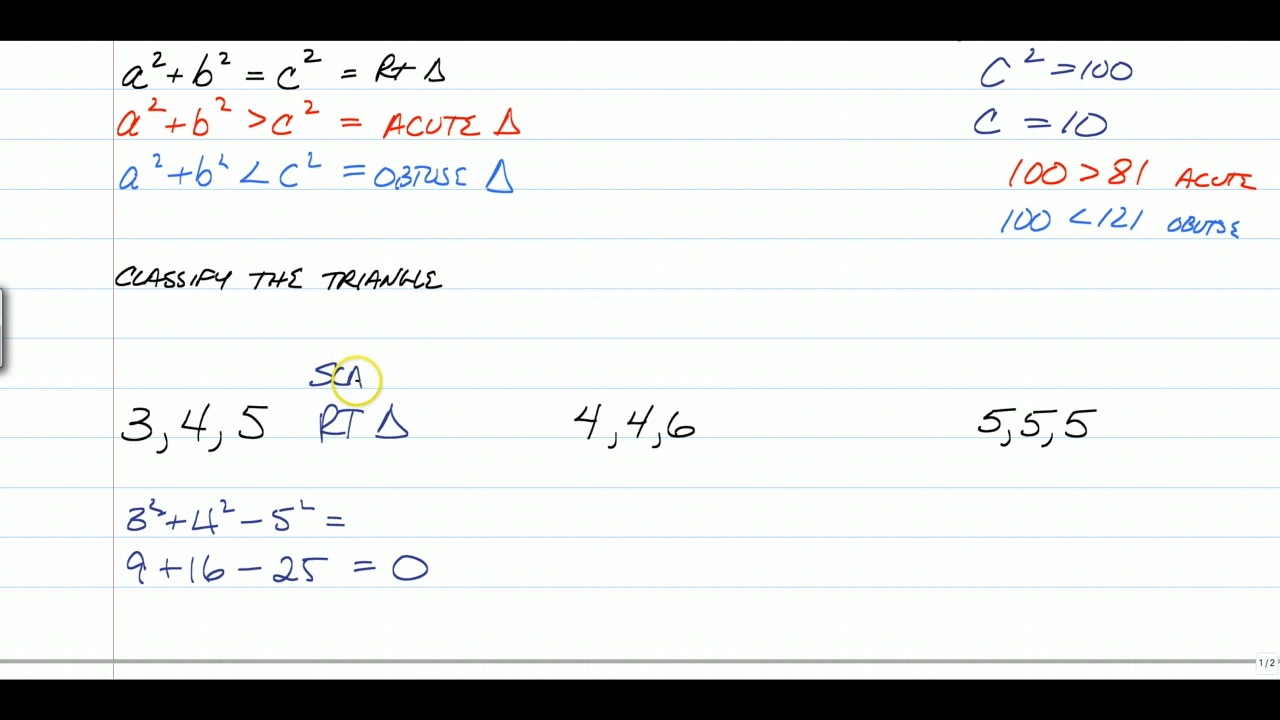 a² + b² = c² = Rt Δ
a² + b² > c² = ACUTE Δ
a² + b² < c² = OBTUSE Δ
C² = 100
C = 10
100 > 81 ACUTE
100 < 121 OBUTSE
CLASSIFY THE TRIANGLE
SCA
3, 4, 5 RT Δ
4, 4, 6
5, 5, 5
3² + 4² - 5² =
9 + 16 - 25 = 0
1/2